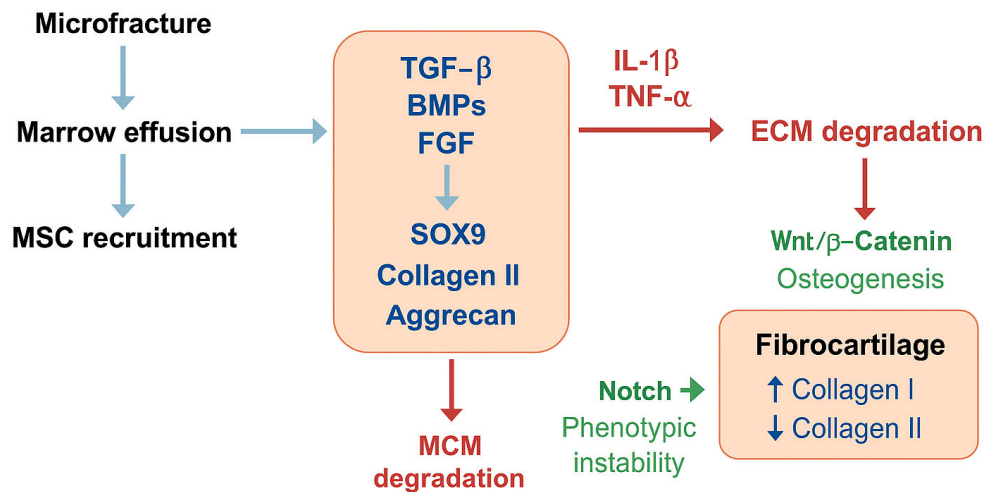 Microfracture
Marrow effusion
MSC recruitment
TGF–β
BMPs
FGF
SOX9
Collagen II
Aggrecan
MCM
degradation
IL-1β
TNF-α
ECM degradation
Wnt/β–Catenin
Osteogenesis
Notch
Phenotypic
instability
Fibrocartilage
↑ Collagen I
↓ Collagen II